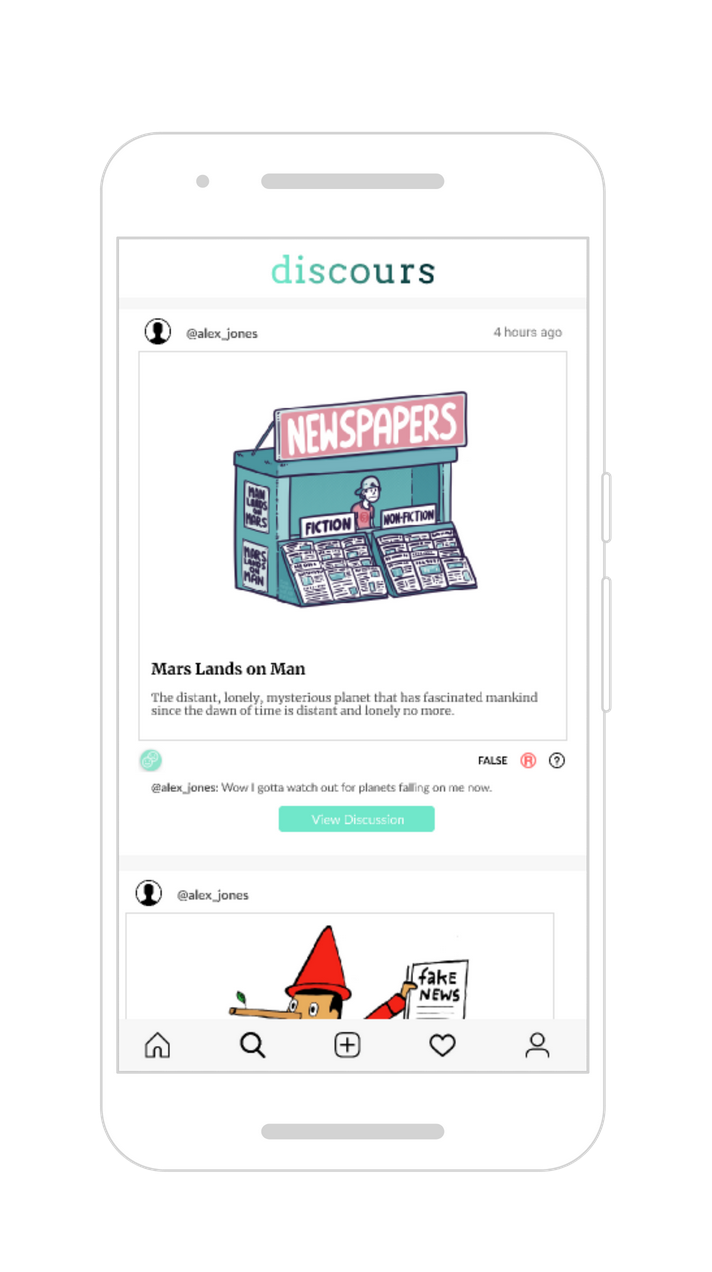 discours
@alex_jones
4 hours ago
NEWSPAPERS
MAN
LANDS
ON
MARS
FICTION
NON-FICTION
MARS
LANDS
ON
MAN
Mars Lands on Man
The distant, lonely, mysterious planet that has fascinated mankind
since the dawn of time is distant and lonely no more.
FALSE R ?
@alex_jones: Wow I gotta watch out for planets falling on me now.
View Discussion
@alex_jones
fake
NEWS